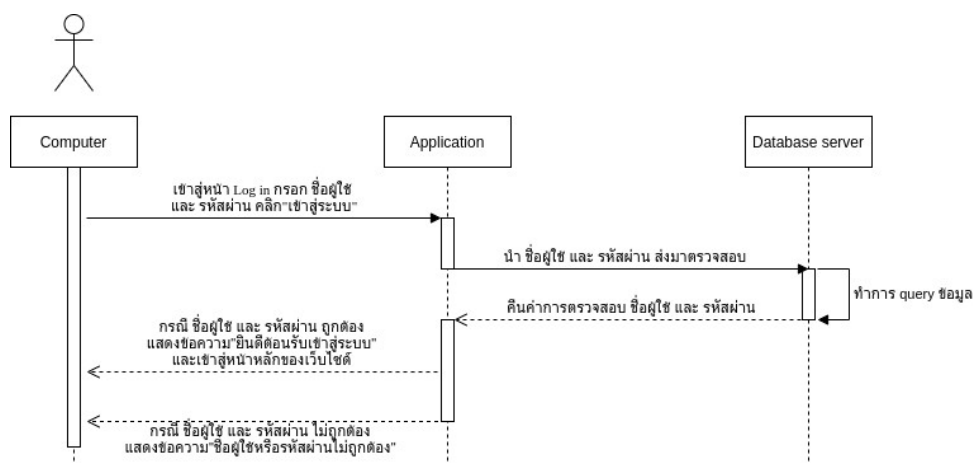 Computer
Application
Database server
เข้าสู่หน้า Log in กรอก ชื่อผู้ใช้
และ รหัสผ่าน คลิก"เข้าสู่ระบบ"
นำ ชื่อผู้ใช้ และ รหัสผ่าน ส่งมาตรวจสอบ
ทำการ query ข้อมูล
คืนค่าการตรวจสอบ ชื่อผู้ใช้ และ รหัสผ่าน
กรณี ชื่อผู้ใช้ และ รหัสผ่าน ถูกต้อง
แสดงข้อความ"ยินดีต้อนรับเข้าสู่ระบบ"
และเข้าสู่หน้าหลักของเว็บไซต์
กรณี ชื่อผู้ใช้ และ รหัสผ่าน ไม่ถูกต้อง
แสดงข้อความ"ชื่อผู้ใช้หรือรหัสผ่านไม่ถูกต้อง"